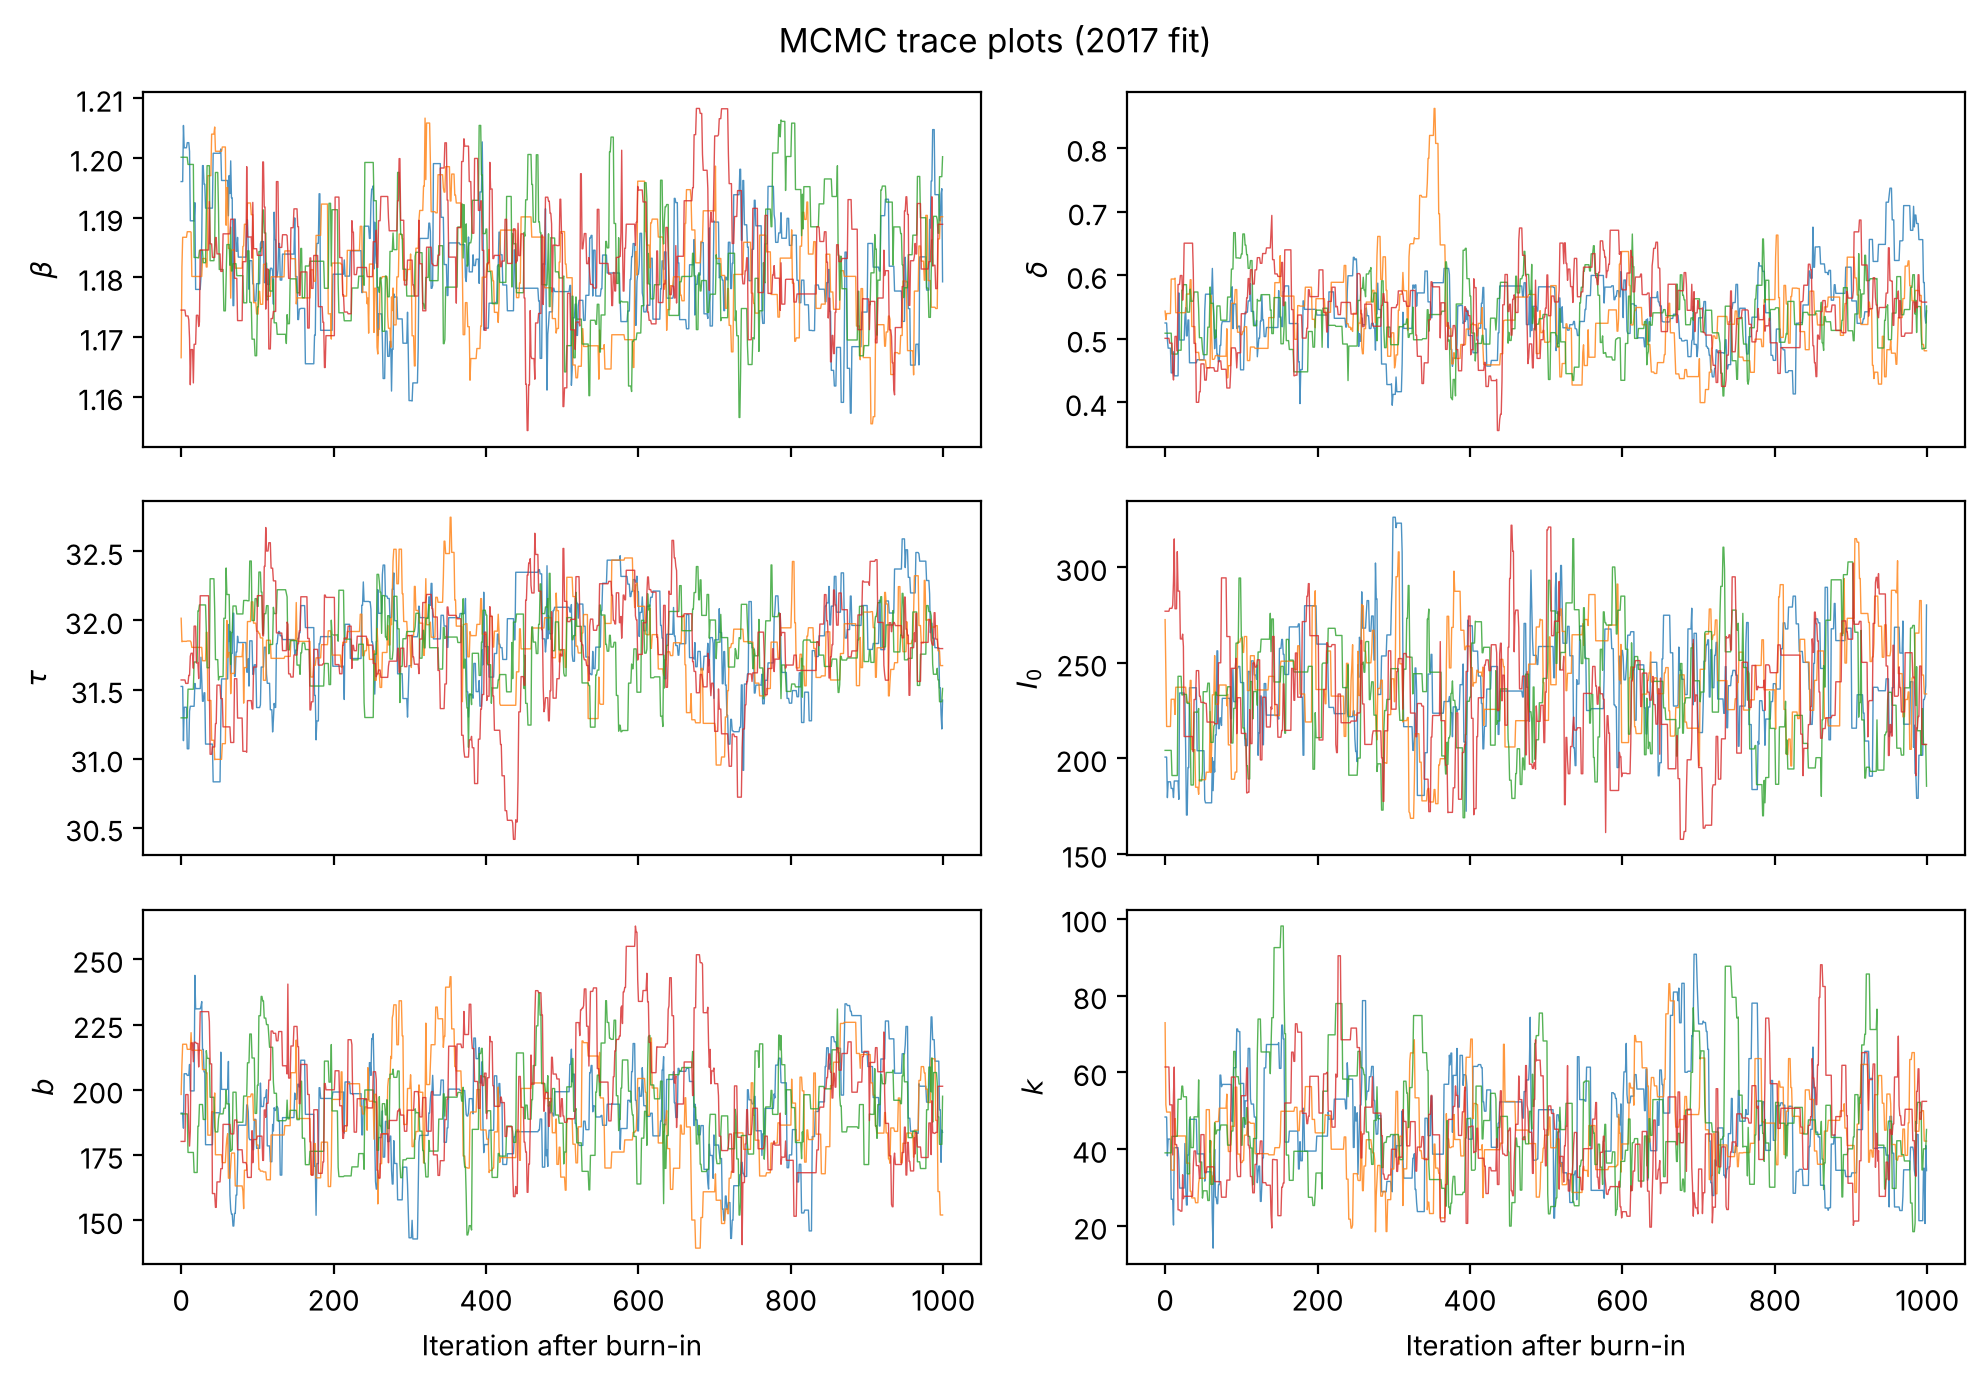 MCMC trace plots (2017 fit)
1.21
1.20
1.19
1.18
1.17
1.16
β
0.8
0.7
0.6
0.5
0.4
δ
32.5
32.0
31.5
31.0
30.5
τ
300
250
200
150
I₀
250
225
200
175
150
b
0 200 400 600 800 1000
Iteration after burn-in
100
80
60
40
20
k
0 200 400 600 800 1000
Iteration after burn-in